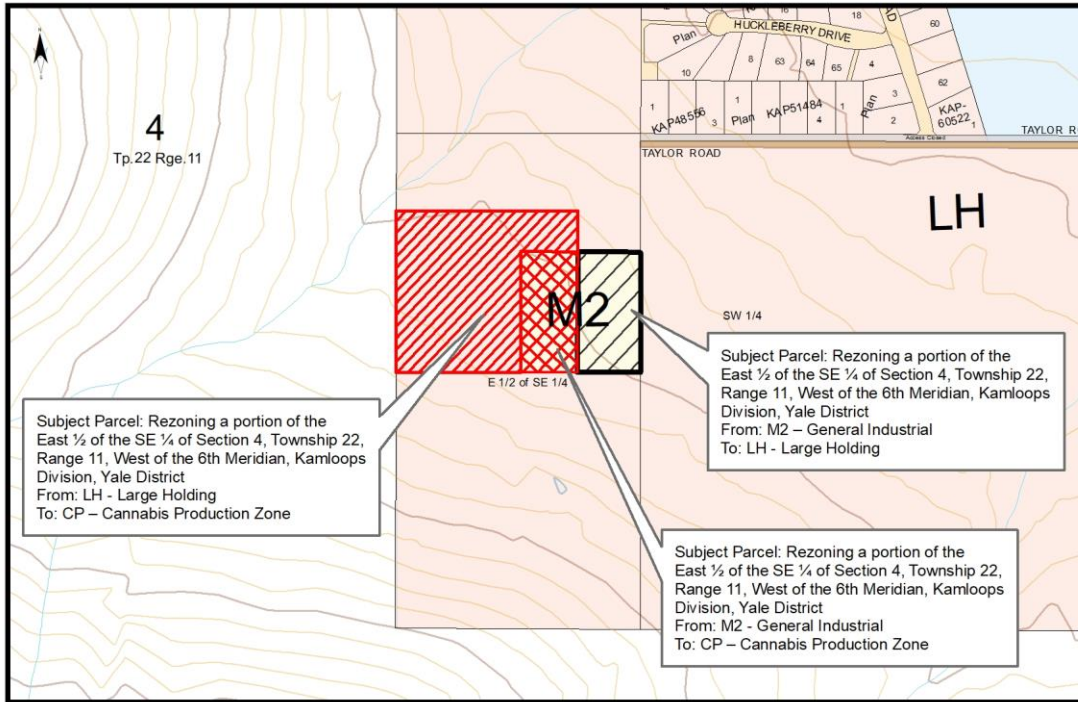 18
60
HUCKLEBERRY DRIVE
Plan
8
63
64
65
4
10
62
3
1
KAP48556
3
1
Plan
KAP51484
4
1
Plan
2
KAP-
60522
1
Access Closed
TAYLOR ROAD
TAYLOR R
4
Tp.22 Rge.11
LH
M2
SW 1/4
E 1/2 of SE 1/4
Subject Parcel: Rezoning a portion of the
East ½ of the SE ¼ of Section 4, Township 22,
Range 11, West of the 6th Meridian, Kamloops
Division, Yale District
From: M2 – General Industrial
To: LH - Large Holding
Subject Parcel: Rezoning a portion of the
East ½ of the SE ¼ of Section 4, Township 22,
Range 11, West of the 6th Meridian, Kamloops
Division, Yale District
From: LH - Large Holding
To: CP – Cannabis Production Zone
Subject Parcel: Rezoning a portion of the
East ½ of the SE ¼ of Section 4, Township 22,
Range 11, West of the 6th Meridian, Kamloops
Division, Yale District
From: M2 - General Industrial
To: CP – Cannabis Production Zone